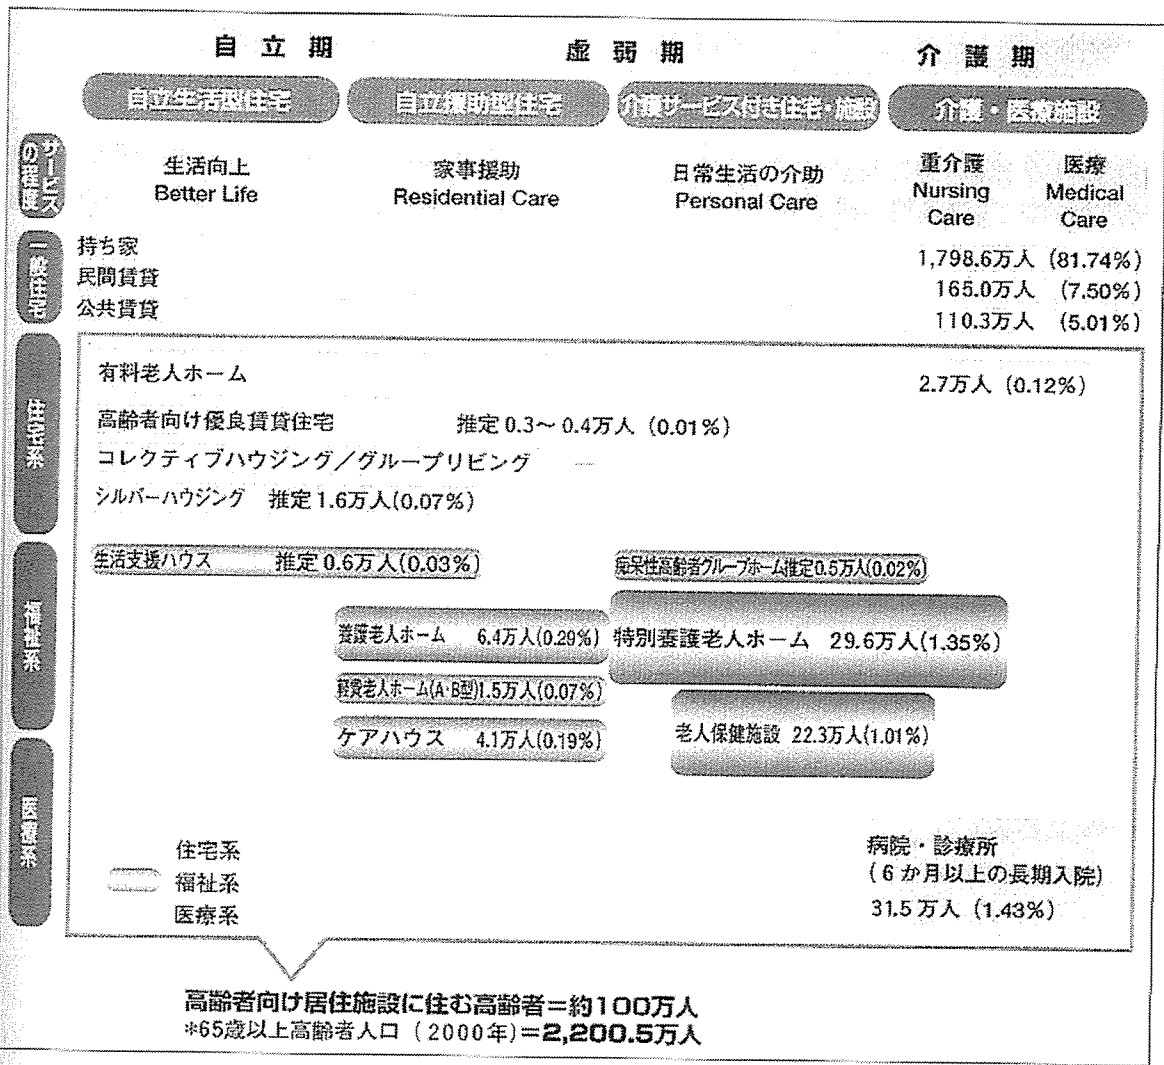 自立期 虚弱期 介護期
自立生活型住宅 自立援助型住宅 介護サービス付き住宅・施設 介護・医療施設
サービスの程度
生活向上 家事援助 日常生活の介助 重介護 医療
Better Life Residential Care Personal Care Nursing Care Medical Care
一般住宅
持ち家 1,798.6万人 (81.74%)
民間賃貸 165.0万人 (7.50%)
公共賃貸 110.3万人 (5.01%)
住宅系
有料老人ホーム 2.7万人 (0.12%)
高齢者向け優良賃貸住宅 推定 0.3～0.4万人 (0.01%)
コレクティブハウジング／グループリビング —
シルバーハウジング 推定 1.6万人(0.07%)
福祉系
生活支援ハウス 推定 0.6万人(0.03%) 痴呆性高齢者グループホーム推定0.5万人(0.02%)
養護老人ホーム 6.4万人(0.29%) 特別養護老人ホーム 29.6万人(1.35%)
軽費老人ホーム(A・B型)1.5万人(0.07%)
ケアハウス 4.1万人(0.19%) 老人保健施設 22.3万人(1.01%)
医療系
住宅系
福祉系
医療系
病院・診療所
(6か月以上の長期入院)
31.5万人 (1.43%)
高齢者向け居住施設に住む高齢者=約100万人
*65歳以上高齢者人口 (2000年)=2,200.5万人